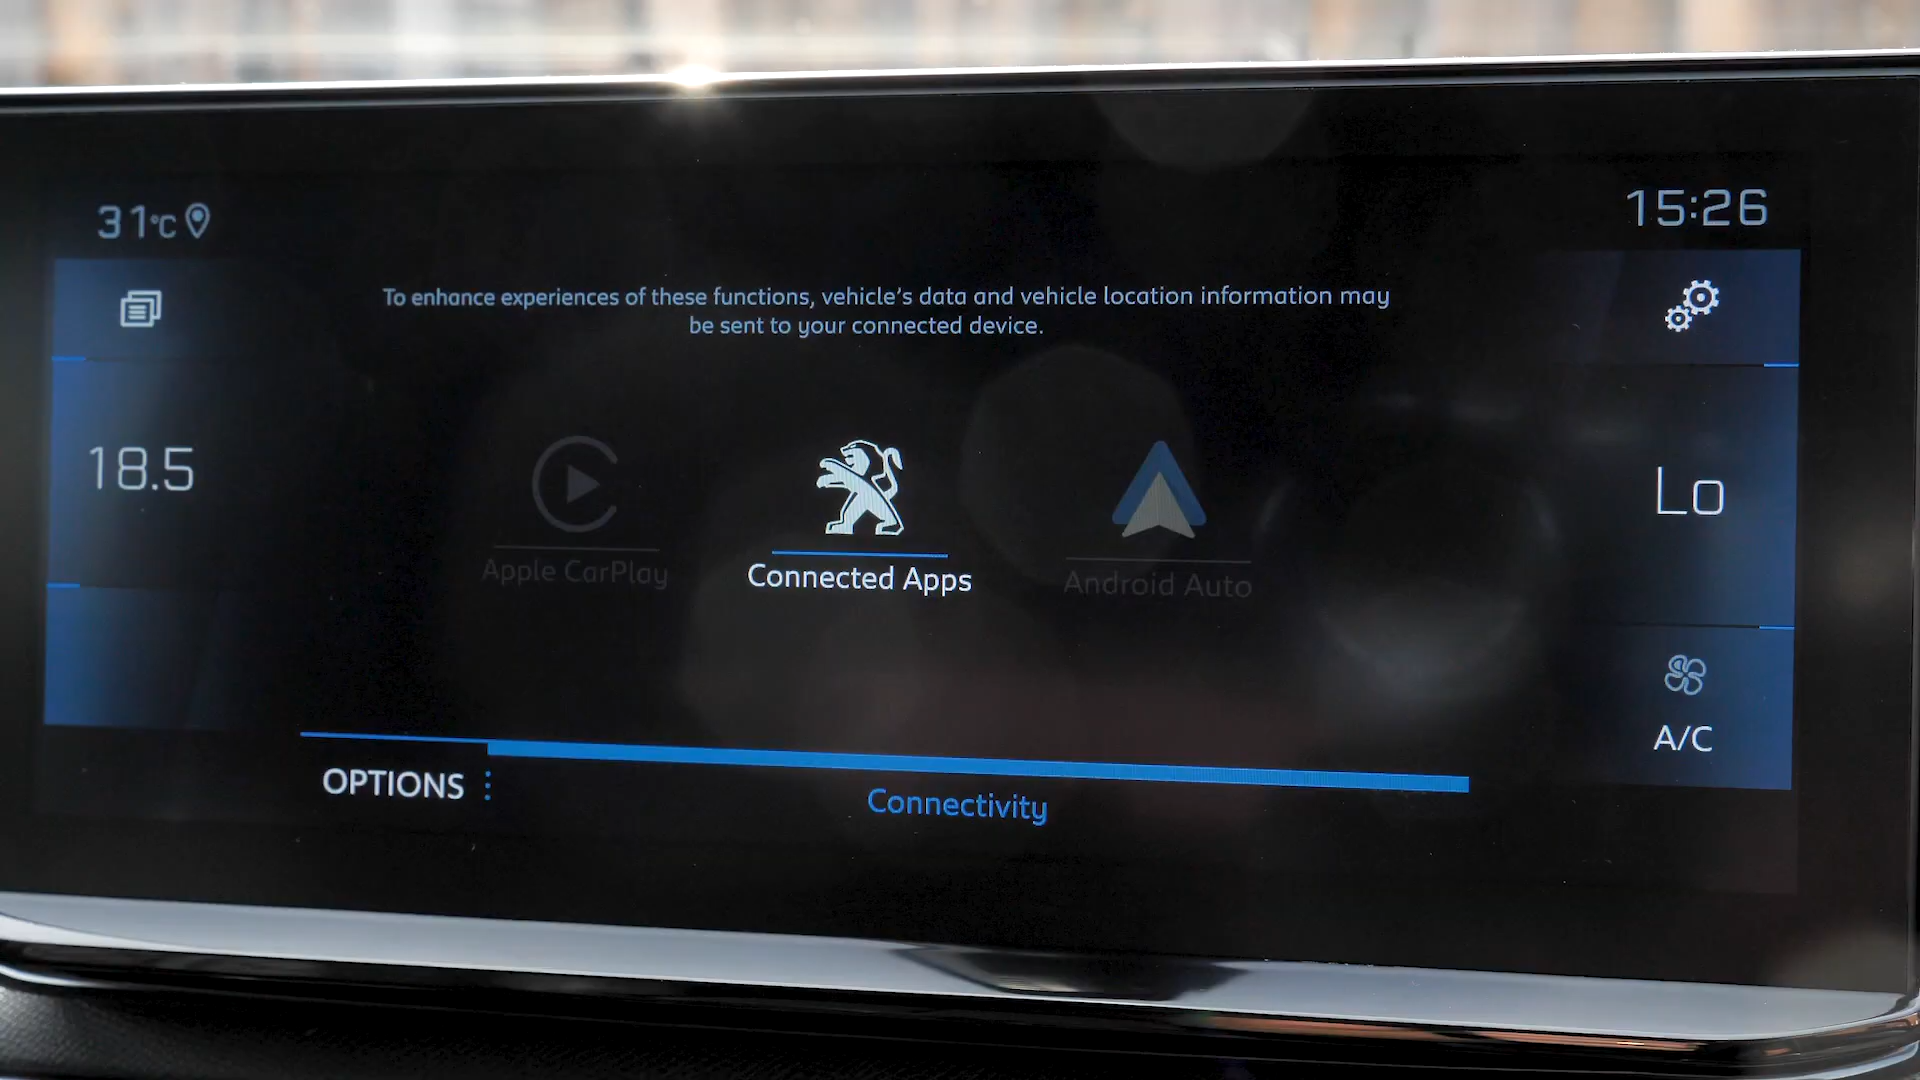 31°C
15:26
To enhance experiences of these functions, vehicle's data and vehicle location information may
be sent to your connected device.
18.5
Lo
Apple CarPlay
Connected Apps
Android Auto
A/C
OPTIONS
Connectivity